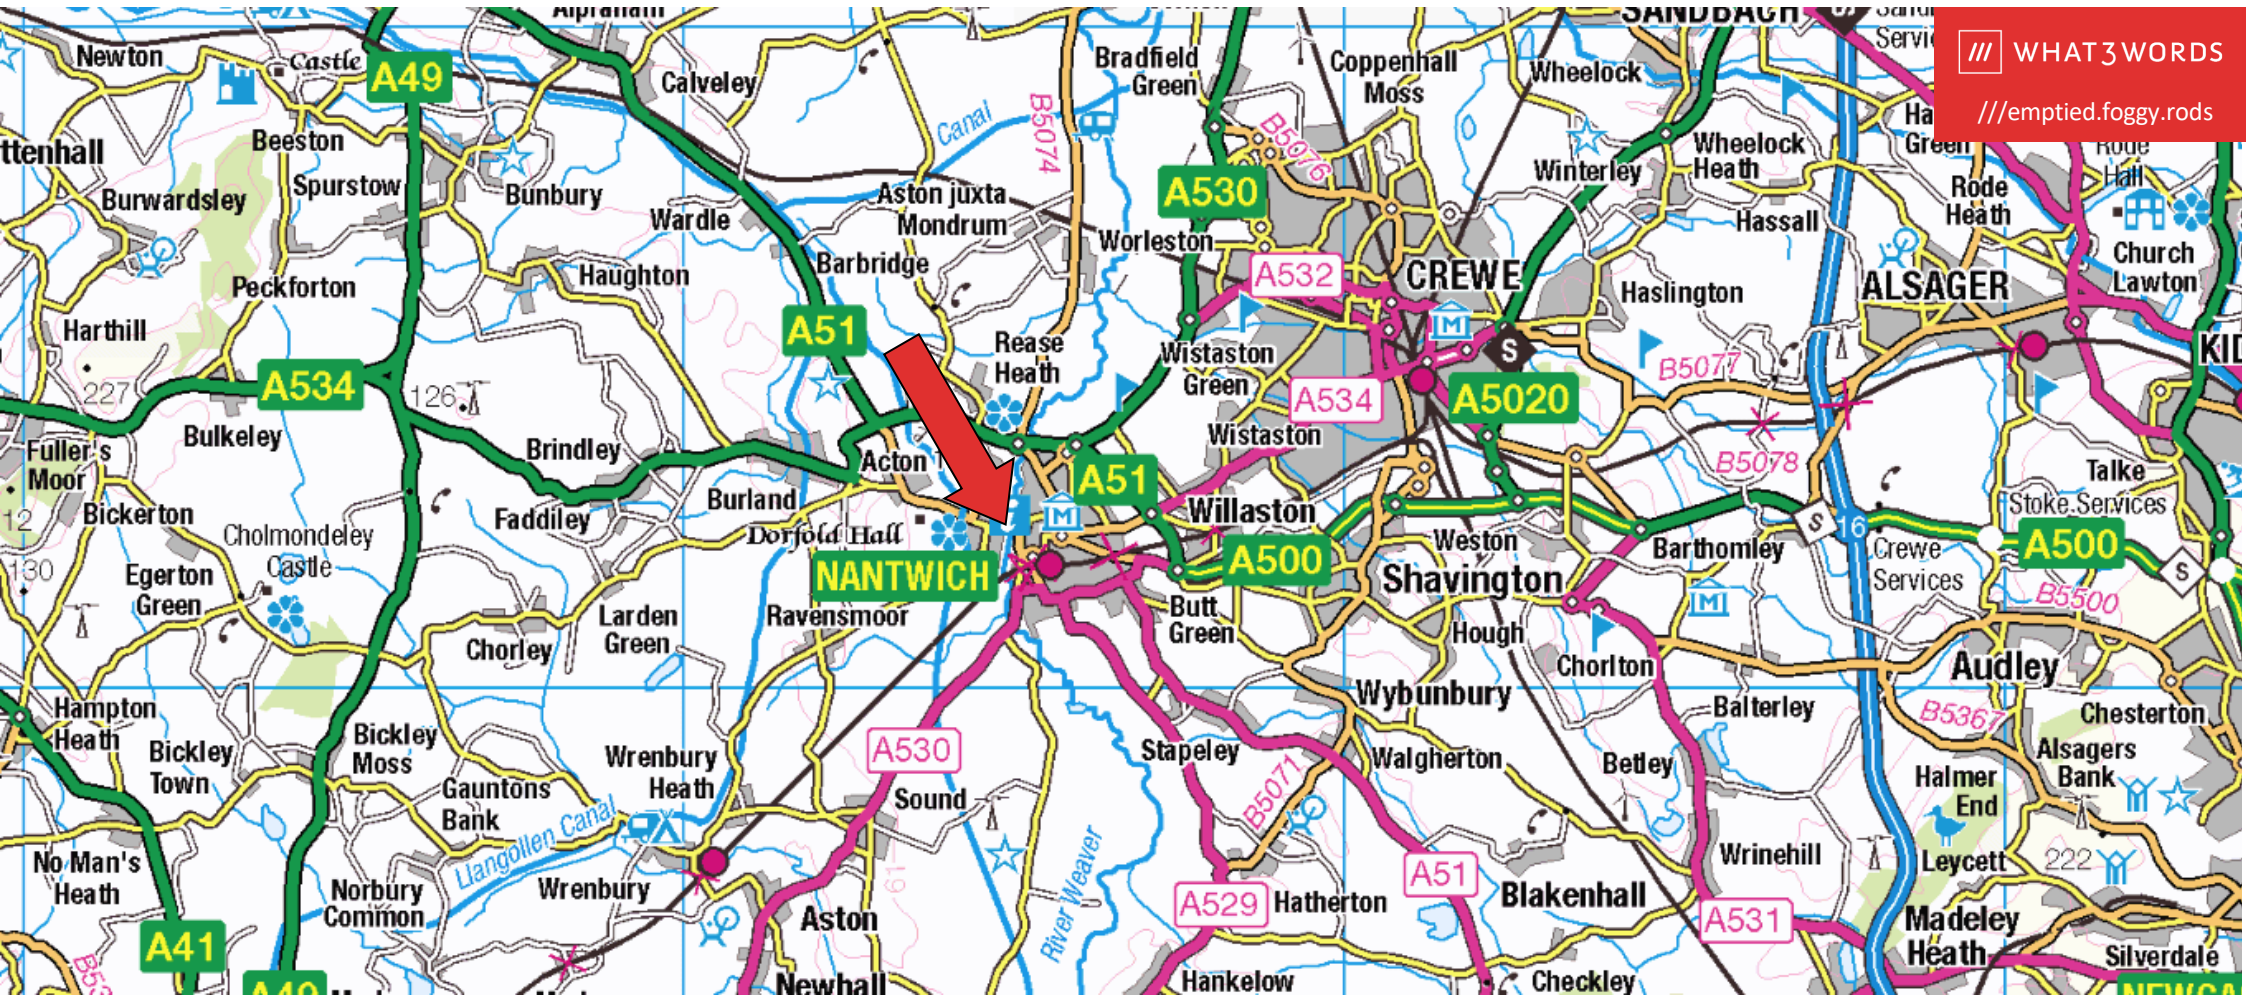 Alpraham
SANDBACH
Newton
Castle
A49
Calveley
Bradfield
Green
Coppenhall
Moss
Wheelock
WHAT3WORDS
///emptied.foggy.rods
Beeston
Canal
B5074
B5076
Green
Wheelock
Heath
Rode
Hall
Spurstow
Bunbury
Burwardsley
Wardle
Aston juxta
Mondrum
A530
Winterley
Rode
Heath
Hassall
Worleston
Church
Lawton
Barbridge
Haughton
Peckforton
A532
CREWE
Haslington
ALSAGER
Harthill
A51
Rease
Heath
Wistaston
Green
S
B5077
227
A534
126
A534
A5020
Bulkeley
Brindley
Wistaston
Fuller's
Moor
Acton
A51
B5078
Talke
Burland
Willaston
Stoke Services
Bickerton
Faddiley
Dorfold Hall
M
S
16
Cholmondeley
Castle
Weston
Barthomley
Crewe
Services
A500
S
130
Egerton
Green
NANTWICH
A500
Shavington
M
B5500
Larden
Green
Ravensmoor
Butt
Green
Hough
Chorley
Chorlton
Audley
Hampton
Heath
Wybunbury
Balterley
B5367
Chesterton
Bickley
Town
Bickley
Moss
Wrenbury
Heath
A530
Stapeley
Walgherton
Betley
Alsagers
Bank
Halmer
End
Gauntons
Bank
Sound
B5071
Llangollen Canal
No Man's
Heath
Norbury
Common
Wrenbury
61
River Weaver
A51
Wrinehill
Leycett
222
A529
Hatherton
Blakenhall
A531
Madeley
Heath
Aston
A41
Silverdale
A49
Newhall
Hankelow
Checkley